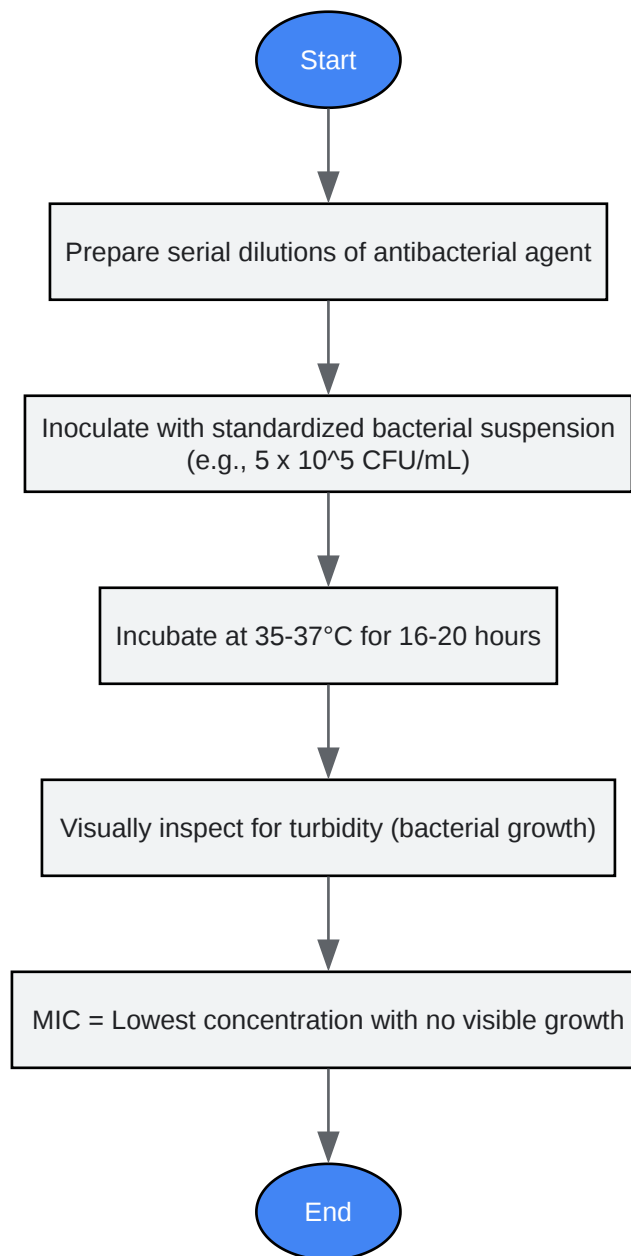 Start
Prepare serial dilutions of antibacterial agent
Inoculate with standardized bacterial suspension
(e.g., 5 x 10^5 CFU/mL)
Incubate at 35-37°C for 16-20 hours
Visually inspect for turbidity (bacterial growth)
MIC = Lowest concentration with no visible growth
End